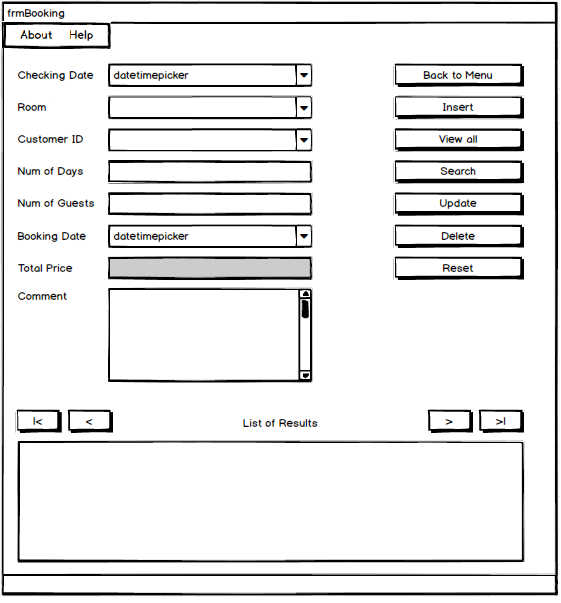 frmBooking
About Help
Checking Date datetimepicker Back to Menu
Room Insert
Customer ID View all
Num of Days Search
Num of Guests Update
Booking Date datetimepicker Delete
Total Price Reset
Comment
|< < List of Results > >|